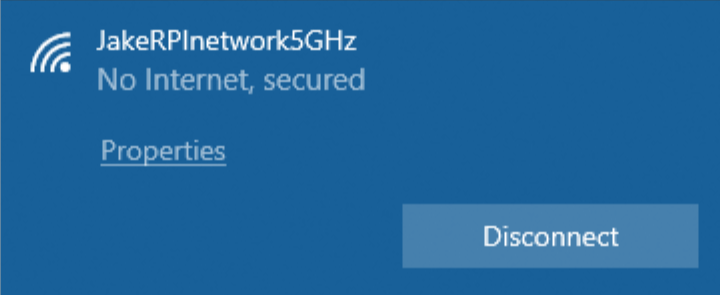 JakeRPInetwork5GHz
No Internet, secured
Properties
Disconnect